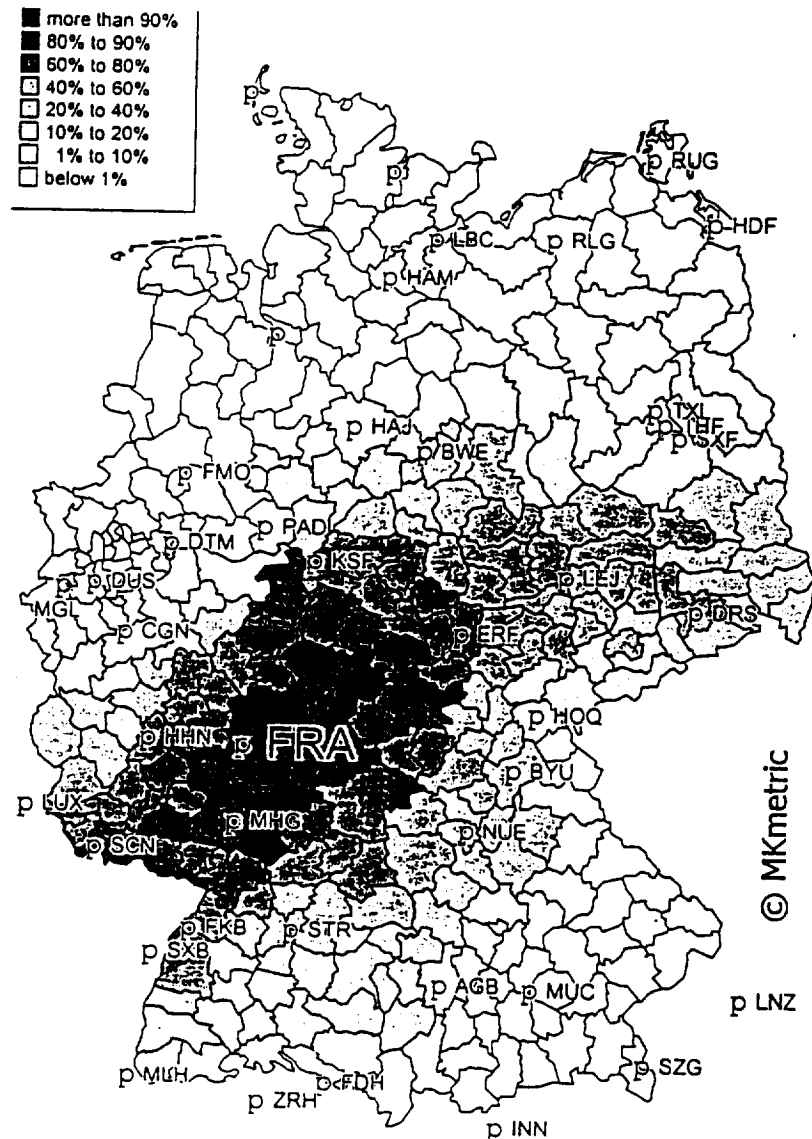 more than 90%
80% to 90%
60% to 80%
40% to 60%
20% to 40%
10% to 20%
1% to 10%
below 1%
p
p
p RUG
p HDF
p LBC
p RLG
p HAM
p
p HAJ
p TXL
p THF
p SXF
p BWE
p FMO
p PAD
p DTM
p KSF
p DUS
p LEJ
p
MGL
p DRS
p CGN
p ERF
p HOQ
p HHN
p FRA
p BYU
p LUX
p MHG
p NUE
p SCN
p FKB
p STR
p SXB
p AGB
p MUC
p LNZ
p MLH
p FDH
p SZG
p ZRH
p INN
© MKmetric